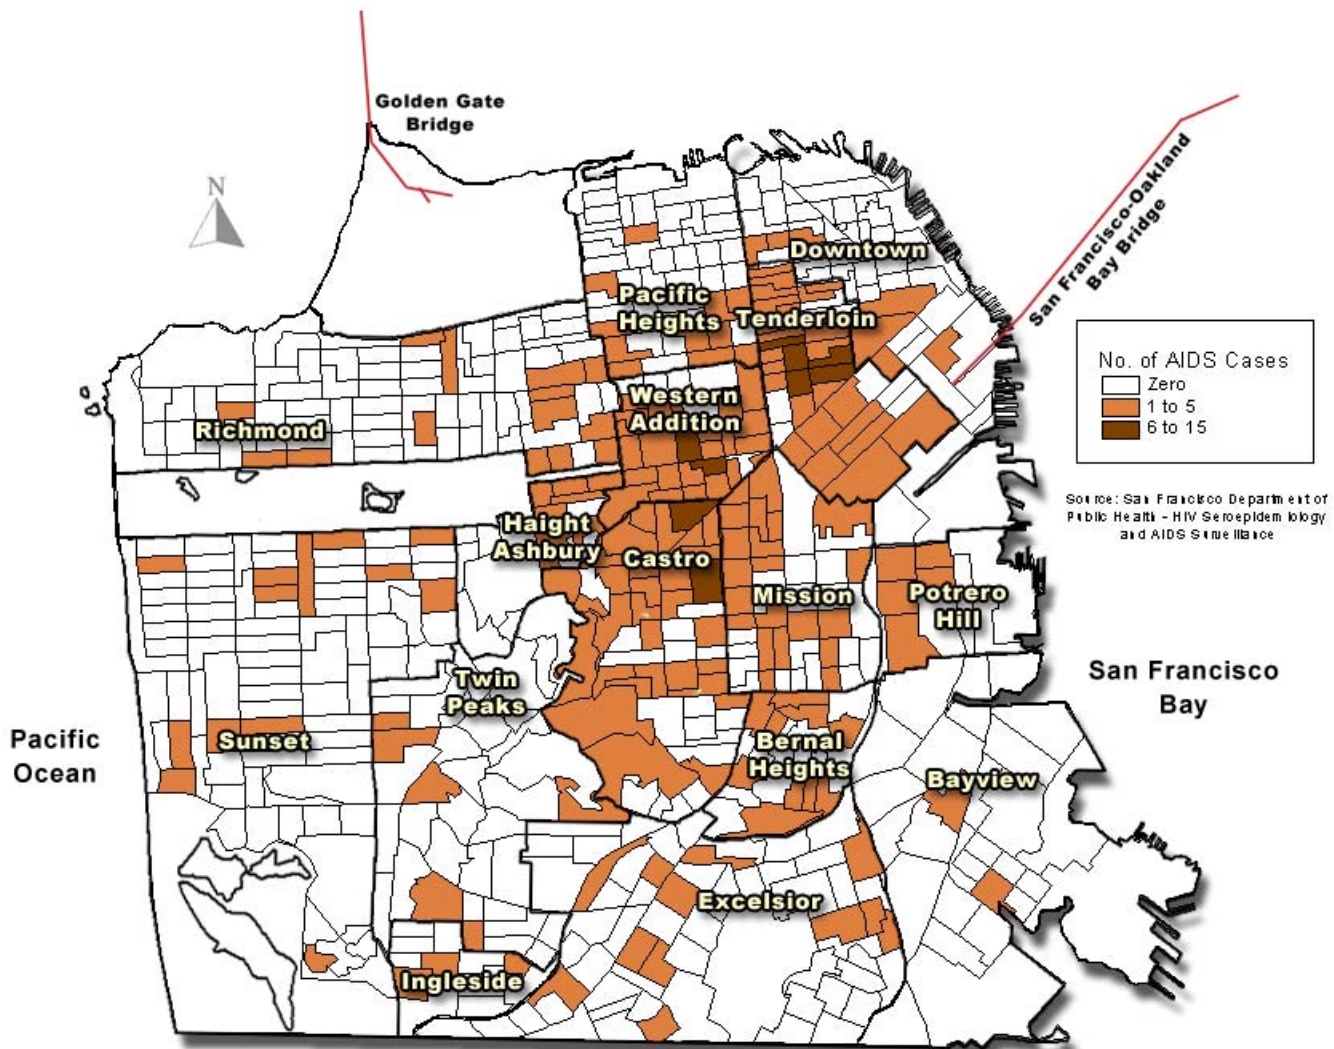 Golden Gate
Bridge
N
San Francisco-Oakland
Bay Bridge
Downtown
Pacific
Heights
Tenderloin
No. of AIDS Cases
Zero
1 to 5
6 to 15
Western
Addition
Richmond
Source: San Francisco Department of
Public Health - HIV Seroepidemiology
and AIDS Surveillance
Haight
Ashbury
Castro
Mission
Potrero
Hill
Twin
Peaks
San Francisco
Bay
Pacific
Ocean
Sunset
Bernal
Heights
Bayview
Excelsior
Ingleside